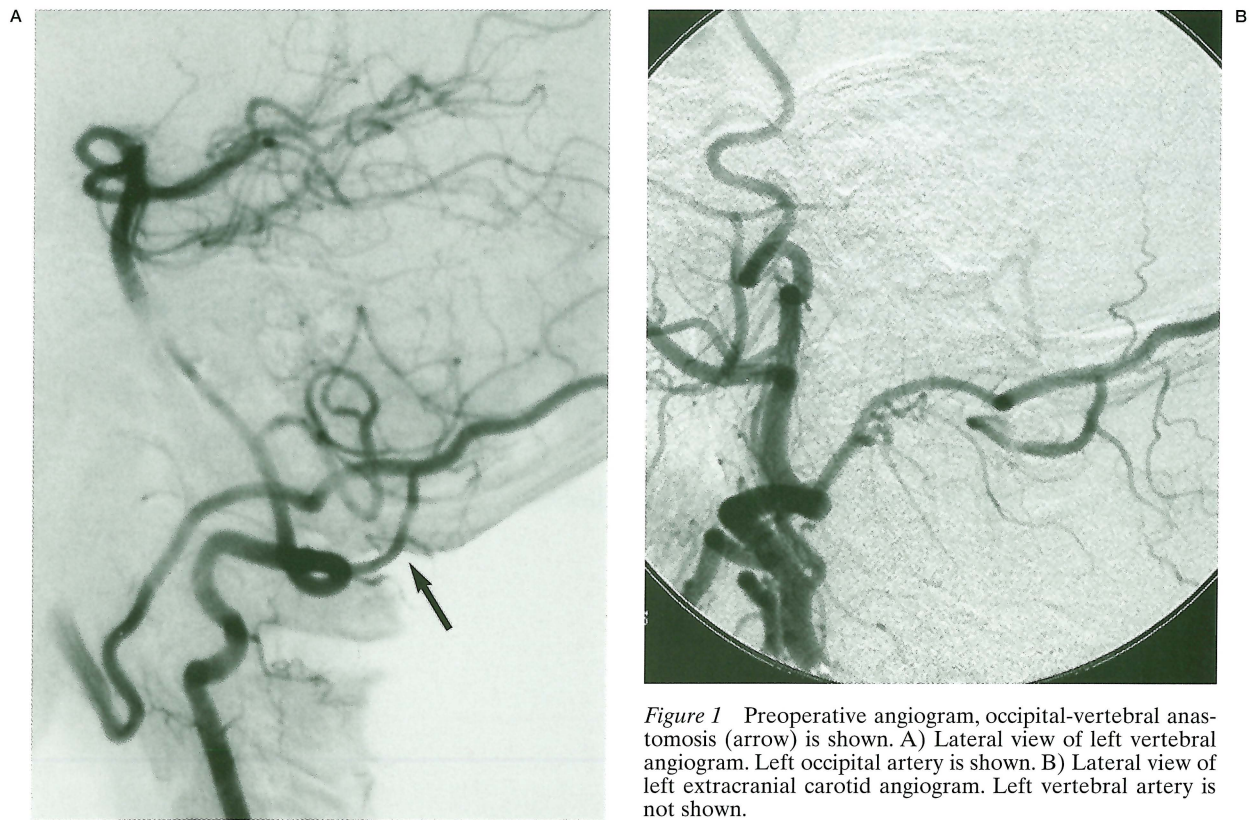 A
B
Figure 1 Preoperative angiogram, occipital-vertebral anas-
tomosis (arrow) is shown. A) Lateral view of left vertebral
angiogram. Left occipital artery is shown. B) Lateral view of
left extracranial carotid angiogram. Left vertebral artery is
not shown.